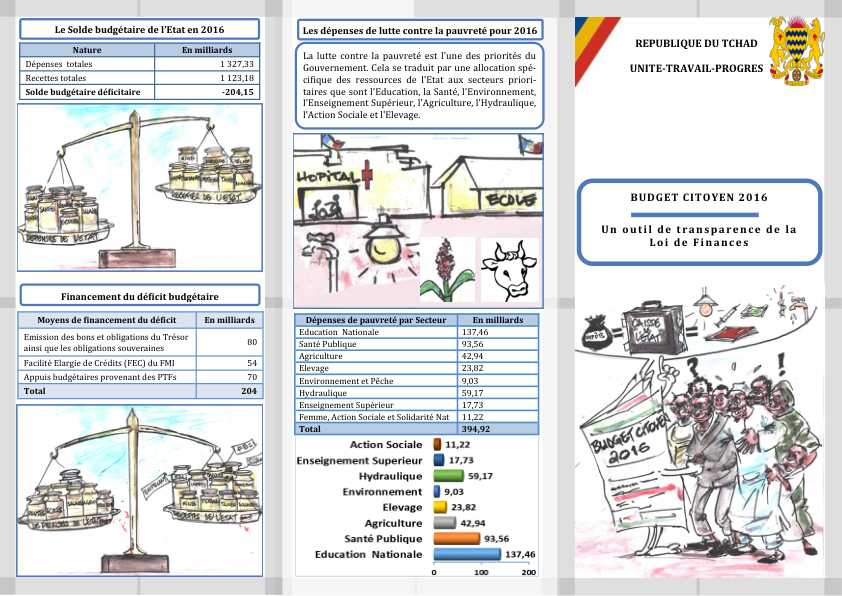 Le Solde budgétaire de l'Etat en 2016
Nature En milliards
Dépenses totales 1 327,33
Recettes totales 1 123,18
Solde budgétaire déficitaire -204,15
DEPENSES DE L'ETAT
RECETTES DE L'ETAT
Financement du déficit budgétaire
Moyens de financement du déficit En milliards
Emission des bons et obligations du Trésor
ainsi que les obligations souveraines 80
Facilité Elargie de Crédits (FEC) du FMI 54
Appuis budgétaires provenant des PTFs 70
Total 204
DEPENSES DE L'ETAT
RECETTES DE L'ETAT
Les dépenses de lutte contre la pauvreté pour 2016
La lutte contre la pauvreté est l'une des priorités du
Gouvernement. Cela se traduit par une allocation spé-
cifique des ressources de l'Etat aux secteurs priori-
taires que sont l'Education, la Santé, l'Environnement,
l'Enseignement Supérieur, l'Agriculture, l'Hydraulique,
l'Action Sociale et l'Elevage.
HOPITAL
ECOLE
Dépenses de pauvreté par Secteur En milliards
Education Nationale 137,46
Santé Publique 93,56
Agriculture 42,94
Elevage 23,82
Environnement et Pêche 9,03
Hydraulique 59,17
Enseignement Supérieur 17,73
Femme, Action Sociale et Solidarité Nat 11,22
Total 394,92
Action Sociale 11,22
Enseignement Superieur 17,73
Hydraulique 59,17
Environnement 9,03
Elevage 23,82
Agriculture 42,94
Santé Publique 93,56
Education Nationale 137,46
0 100 200
REPUBLIQUE DU TCHAD
UNITE-TRAVAIL-PROGRES
BUDGET CITOYEN 2016
Un outil de transparence de la
Loi de Finances
CAISSE
DE
L'ETAT
? !
BUDGET CITOYEN
2016